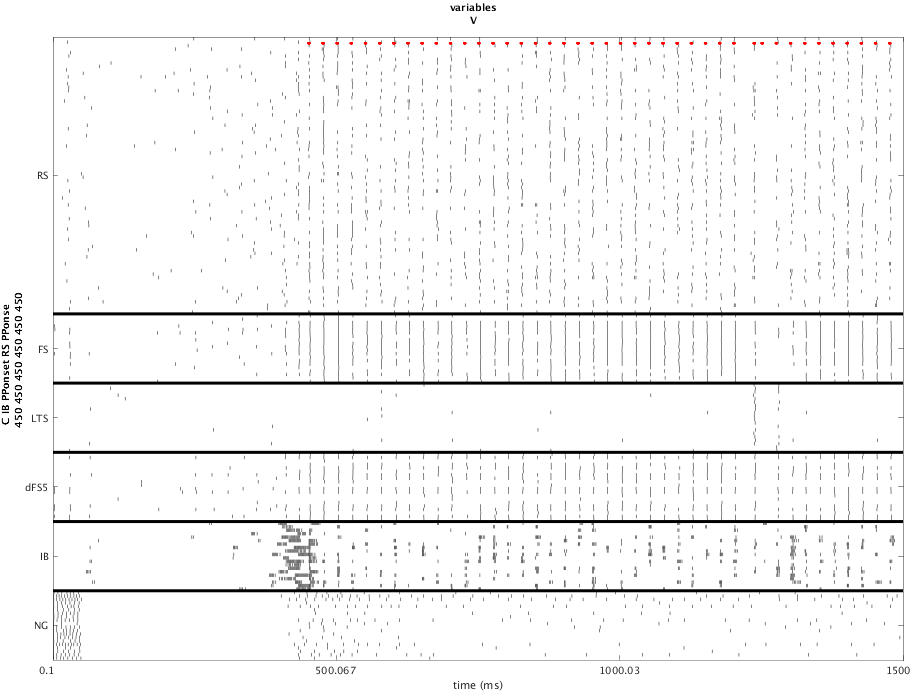 variables
V
C IB PPonset RS PPonse
450 450 450 450 450 450
RS
FS
LTS
dFS5
IB
NG
0.1
500.067
1000.03
1500
time (ms)